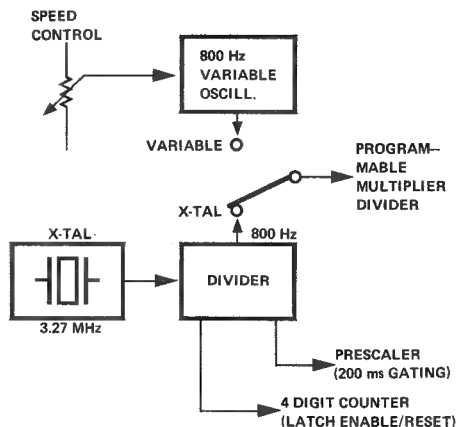 SPEED
CONTROL
800 Hz
VARIABLE
OSCILL.
VARIABLE
PROGRAM-
MABLE
MULTIPLIER
DIVIDER
X-TAL
800 Hz
X-TAL
DIVIDER
3.27 MHz
PRESCALER
(200 ms GATING)
4 DIGIT COUNTER
(LATCH ENABLE/RESET)